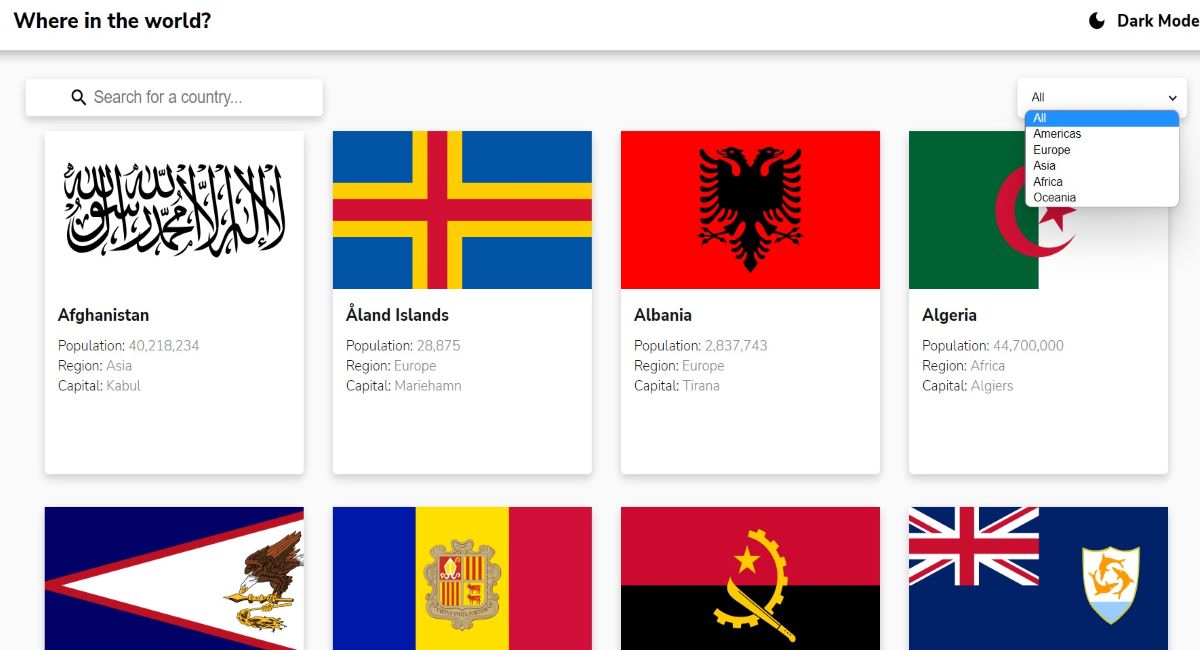 Where in the world?
Dark Mode
Search for a country...
All
All
Americas
Europe
Asia
Africa
Oceania
لا إله إلا الله محمد رسول الله
Afghanistan
Population: 40,218,234
Region: Asia
Capital: Kabul
Åland Islands
Population: 28,875
Region: Europe
Capital: Mariehamn
Albania
Population: 2,837,743
Region: Europe
Capital: Tirana
Algeria
Population: 44,700,000
Region: Africa
Capital: Algiers